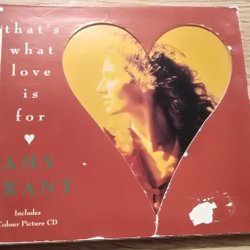 that's
what
love
is
for
AMY
GRANT
Includes
Colour Picture CD